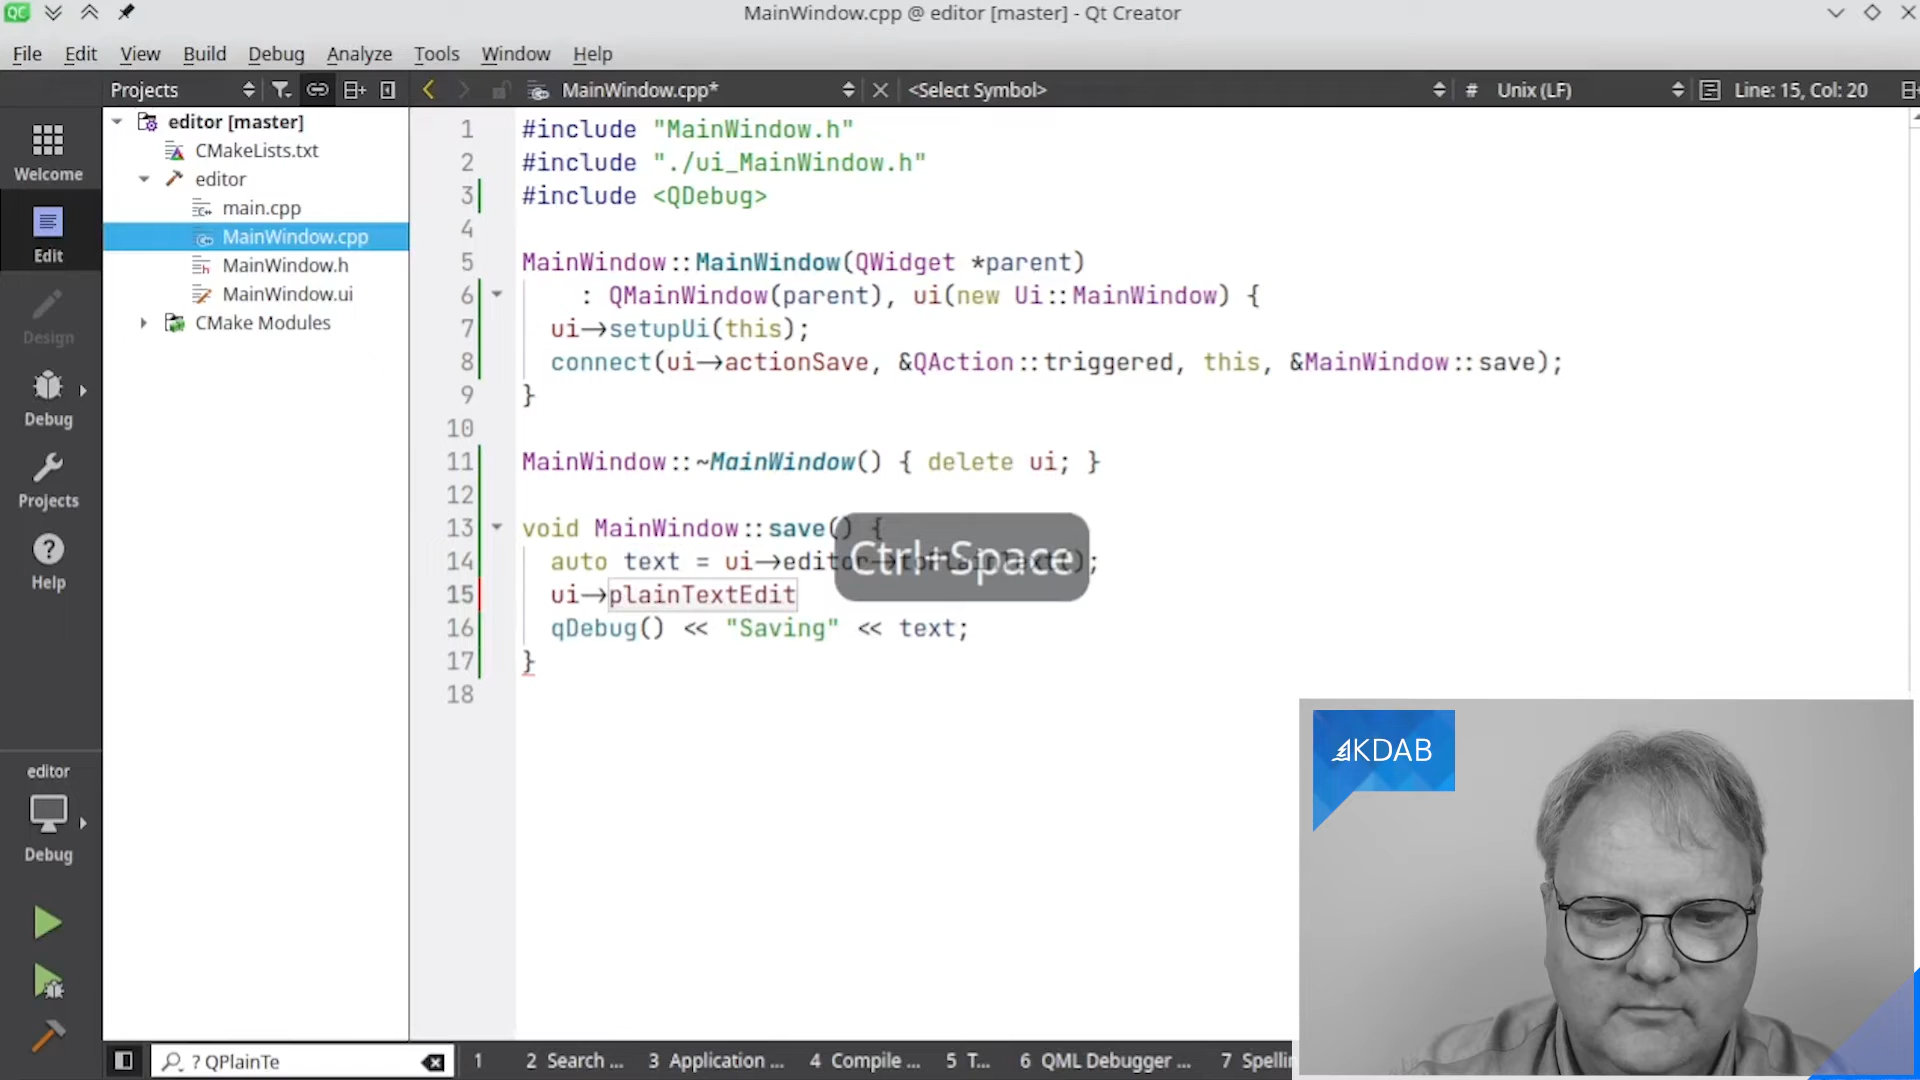 QC
MainWindow.cpp @ editor [master] - Qt Creator
File Edit View Build Debug Analyze Tools Window Help
Projects
MainWindow.cpp*
<Select Symbol>
# Unix (LF)
Line: 15, Col: 20
Welcome
Edit
Design
Debug
Projects
Help
editor
Debug
editor [master]
CMakeLists.txt
editor
main.cpp
MainWindow.cpp
MainWindow.h
MainWindow.ui
CMake Modules
1 #include "MainWindow.h"
2 #include "./ui_MainWindow.h"
3 #include <QDebug>
4
5 MainWindow::MainWindow(QWidget *parent)
6 : QMainWindow(parent), ui(new Ui::MainWindow) {
7 ui->setupUi(this);
8 connect(ui->actionSave, &QAction::triggered, this, &MainWindow::save);
9 }
10
11 MainWindow::~MainWindow() { delete ui; }
12
13 void MainWindow::save() {
14 auto text = ui->editor->toPlainText();
15 ui->plainTextEdit
16 qDebug() << "Saving" << text;
17 }
18
Ctrl+Space
KDAB
? QPlainTe
1 2 Search ... 3 Application ... 4 Compile ... 5 T... 6 QML Debugger ... 7 Spellin